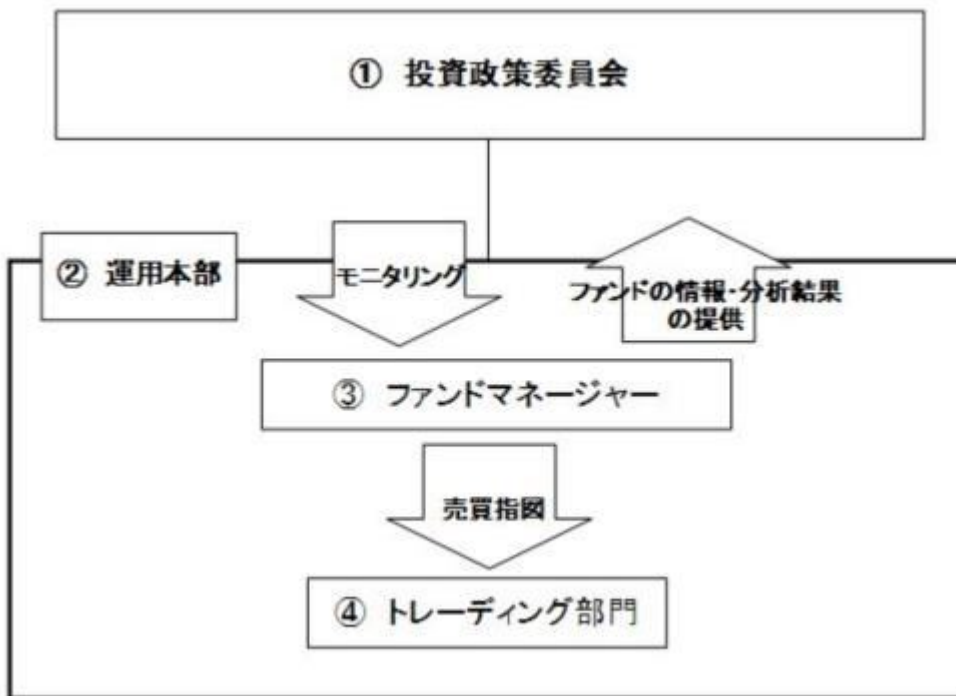 ① 投資政策委員会
② 運用本部
モニタリング
ファンドの情報・分析結果
の提供
③ ファンドマネージャー
売買指図
④ トレーディング部門